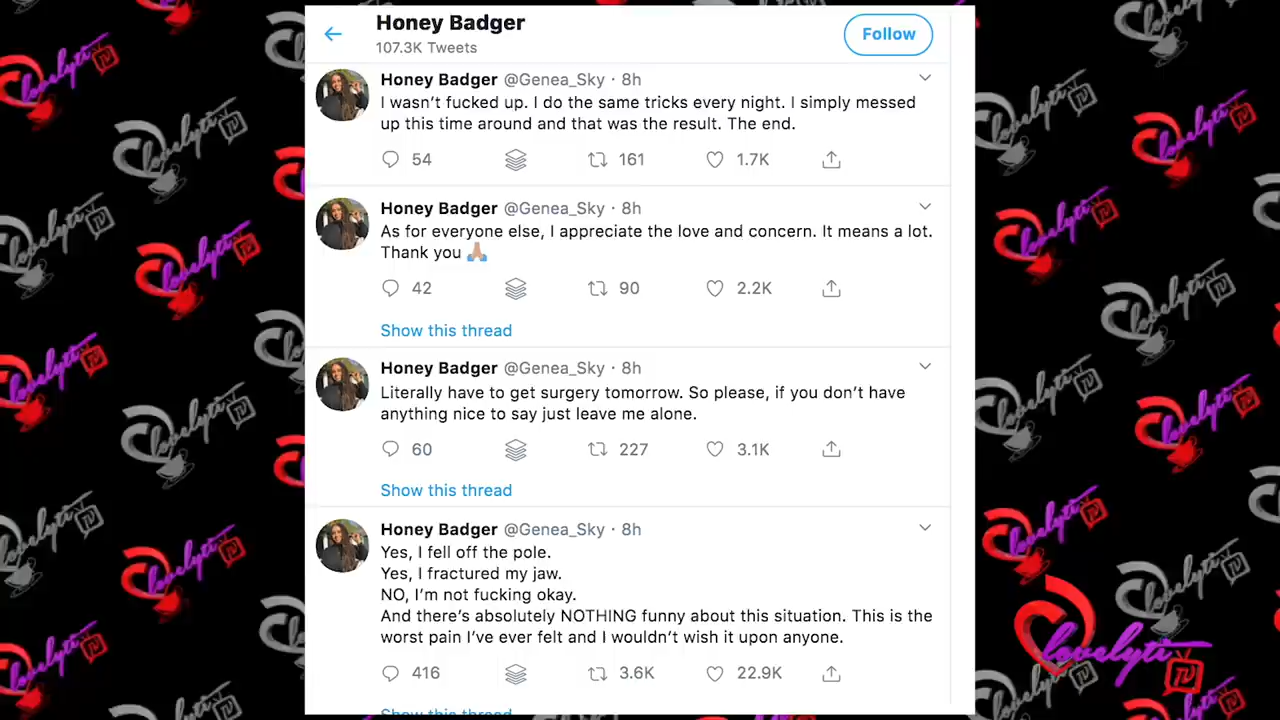 Honey Badger
107.3K Tweets
Follow
Honey Badger @Genea_Sky · 8h
I wasn't fucked up. I do the same tricks every night. I simply messed
up this time around and that was the result. The end.
54 161 1.7K
Honey Badger @Genea_Sky · 8h
As for everyone else, I appreciate the love and concern. It means a lot.
Thank you 🙏🏼
42 90 2.2K
Show this thread
Honey Badger @Genea_Sky · 8h
Literally have to get surgery tomorrow. So please, if you don't have
anything nice to say just leave me alone.
60 227 3.1K
Show this thread
Honey Badger @Genea_Sky · 8h
Yes, I fell off the pole.
Yes, I fractured my jaw.
NO, I'm not fucking okay.
And there's absolutely NOTHING funny about this situation. This is the
worst pain I've ever felt and I wouldn't wish it upon anyone.
416 3.6K 22.9K
Show this thread
lovelyti
TV